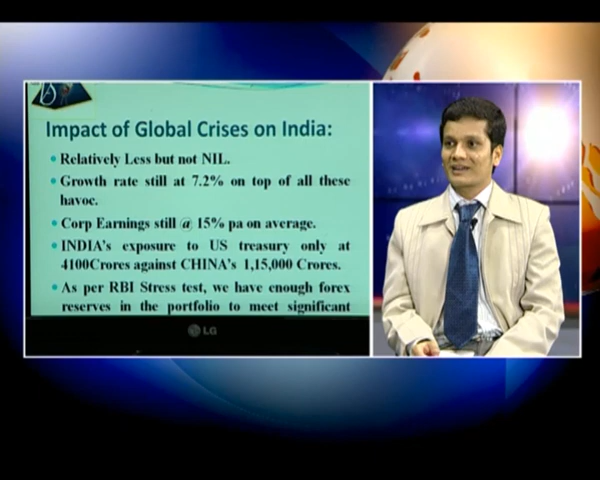 Impact of Global Crises on India:
Relatively Less but not NIL.
Growth rate still at 7.2% on top of all these
havoc.
Corp Earnings still @ 15% pa on average.
INDIA's exposure to US treasury only at
4100Crores against CHINA's 1,15,000 Crores.
As per RBI Stress test, we have enough forex
reserves in the portfolio to meet significant
LG